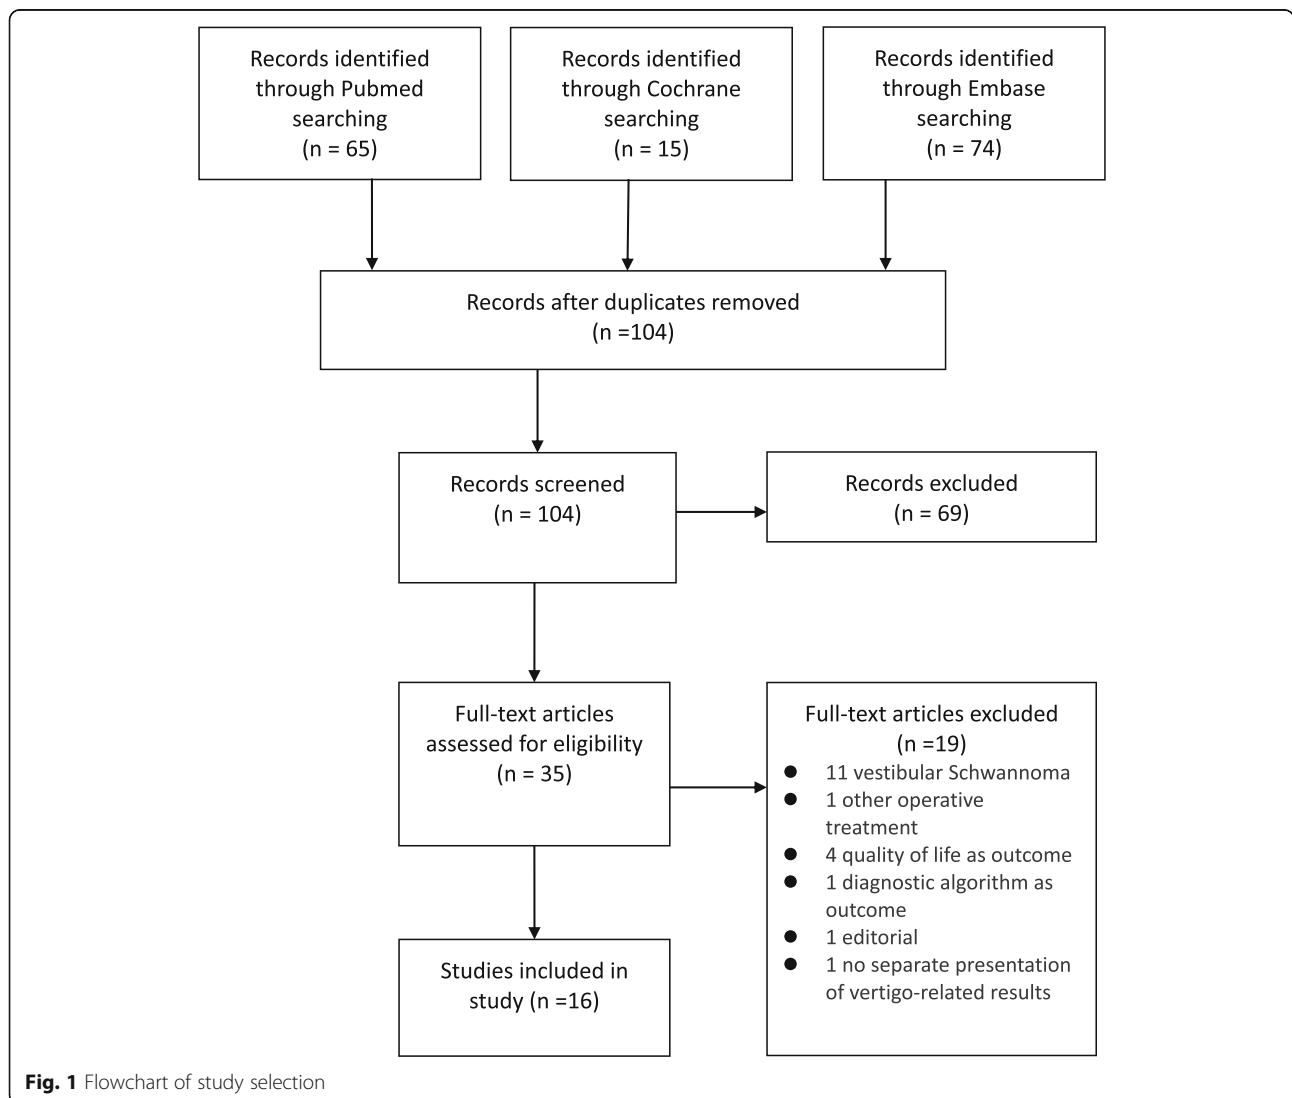 Records identified
through Pubmed
searching
(n = 65)
Records identified
through Cochrane
searching
(n = 15)
Records identified
through Embase
searching
(n = 74)
Records after duplicates removed
(n =104)
Records screened
(n = 104)
Records excluded
(n = 69)
Full-text articles
assessed for eligibility
(n = 35)
Full-text articles excluded
(n =19)
● 11 vestibular Schwannoma
● 1 other operative
treatment
● 4 quality of life as outcome
● 1 diagnostic algorithm as
outcome
● 1 editorial
● 1 no separate presentation
of vertigo-related results
Studies included in
study (n =16)
Fig. 1 Flowchart of study selection